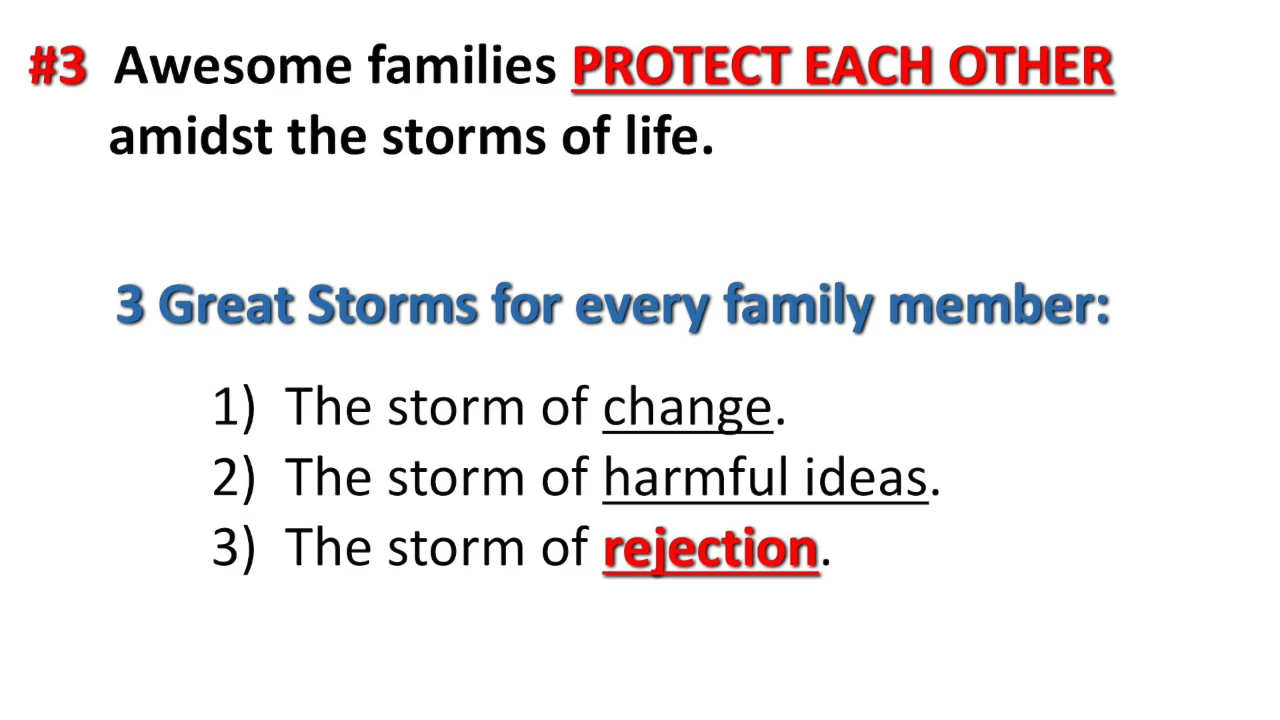 #3 Awesome families PROTECT EACH OTHER
amidst the storms of life.
3 Great Storms for every family member:
1) The storm of change.
2) The storm of harmful ideas.
3) The storm of rejection.